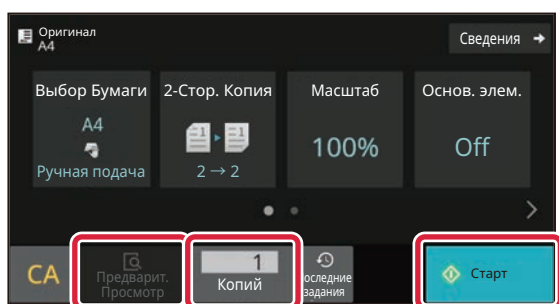 Оригинал
A4
Сведения
Выбор Бумаги
A4
Ручная подача
2-Стор. Копия
2 → 2
Масштаб
100%
Основ. элем.
Off
CA
Предварит.
Просмотр
1
Копий
Последние
задания
Старт